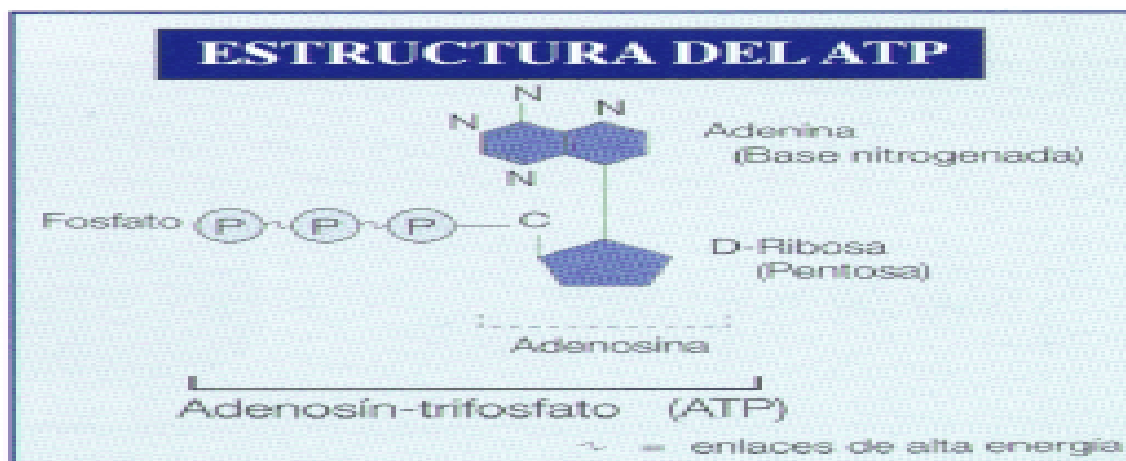 ESTRUCTURA DEL ATP
N
N
N
Adenina
(Base nitrogenada)
N
Fosfato P ~ P ~ P C
D-Ribosa
(Pentosa)
Adenosina
Adenosín-trifosfato (ATP)
~ = enlaces de alta energía